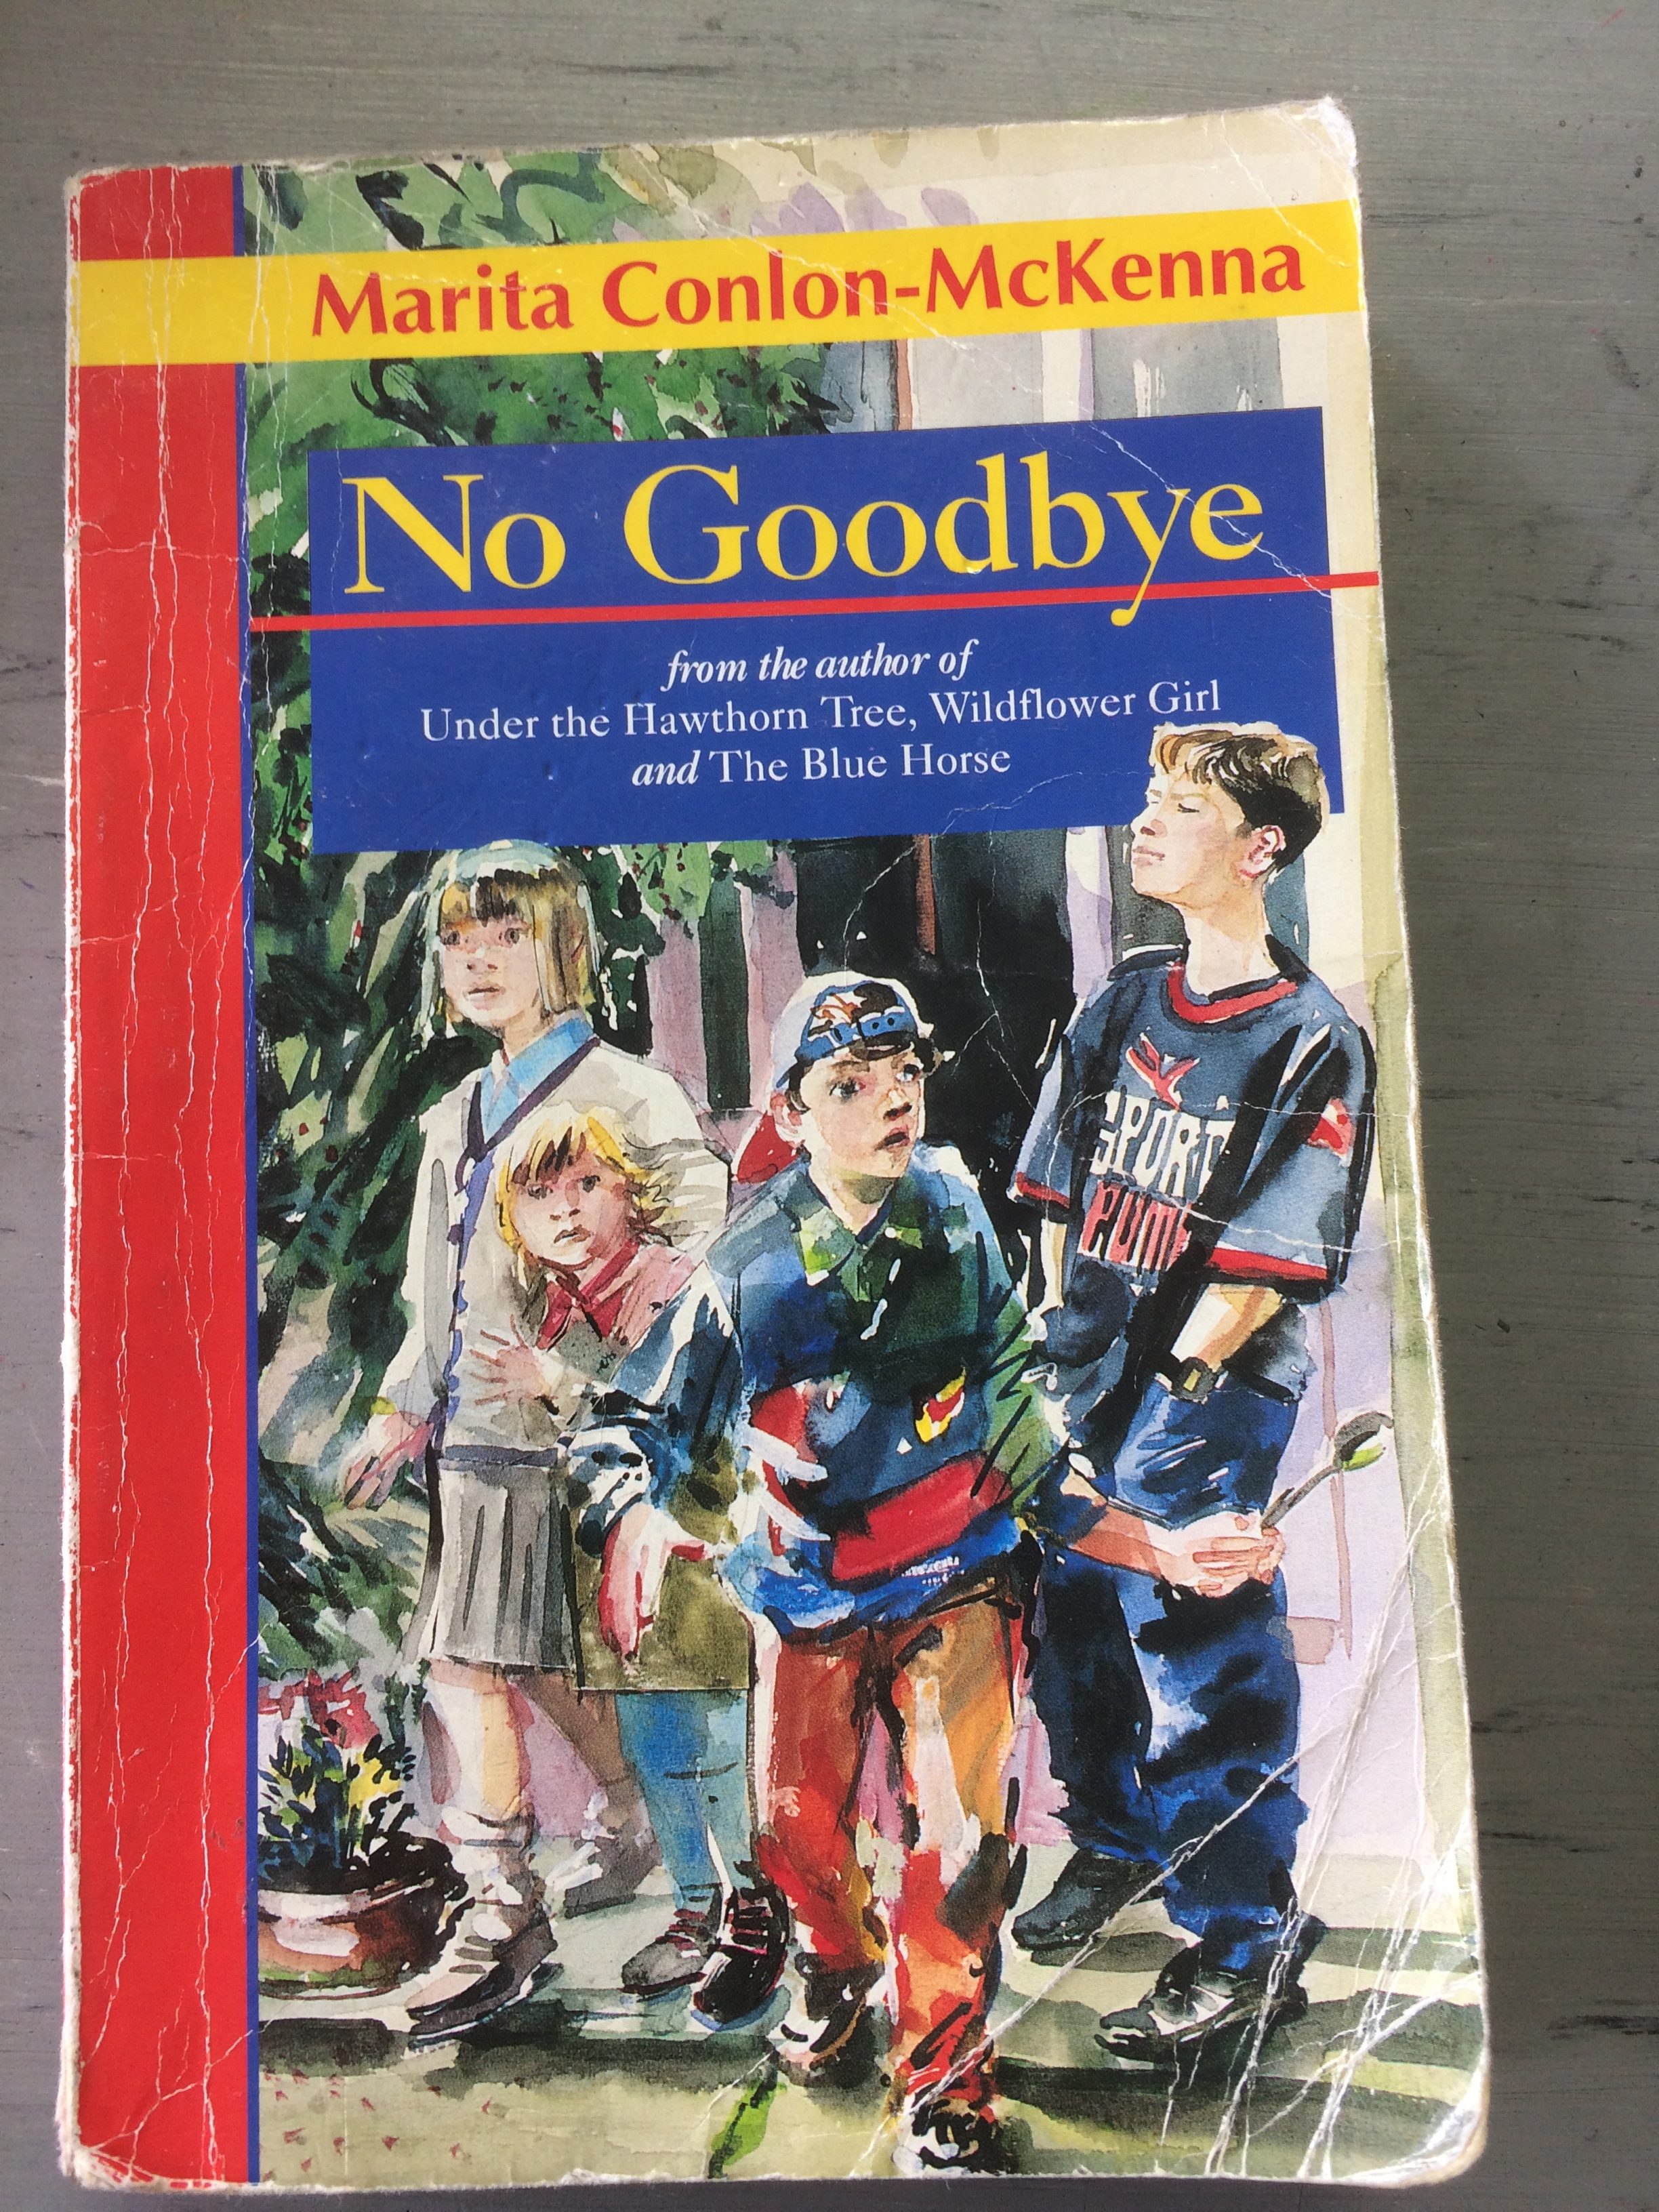 Marita Conlon-McKenna
No Goodbye
from the author of
Under the Hawthorn Tree, Wildflower Girl
and The Blue Horse
SPORT